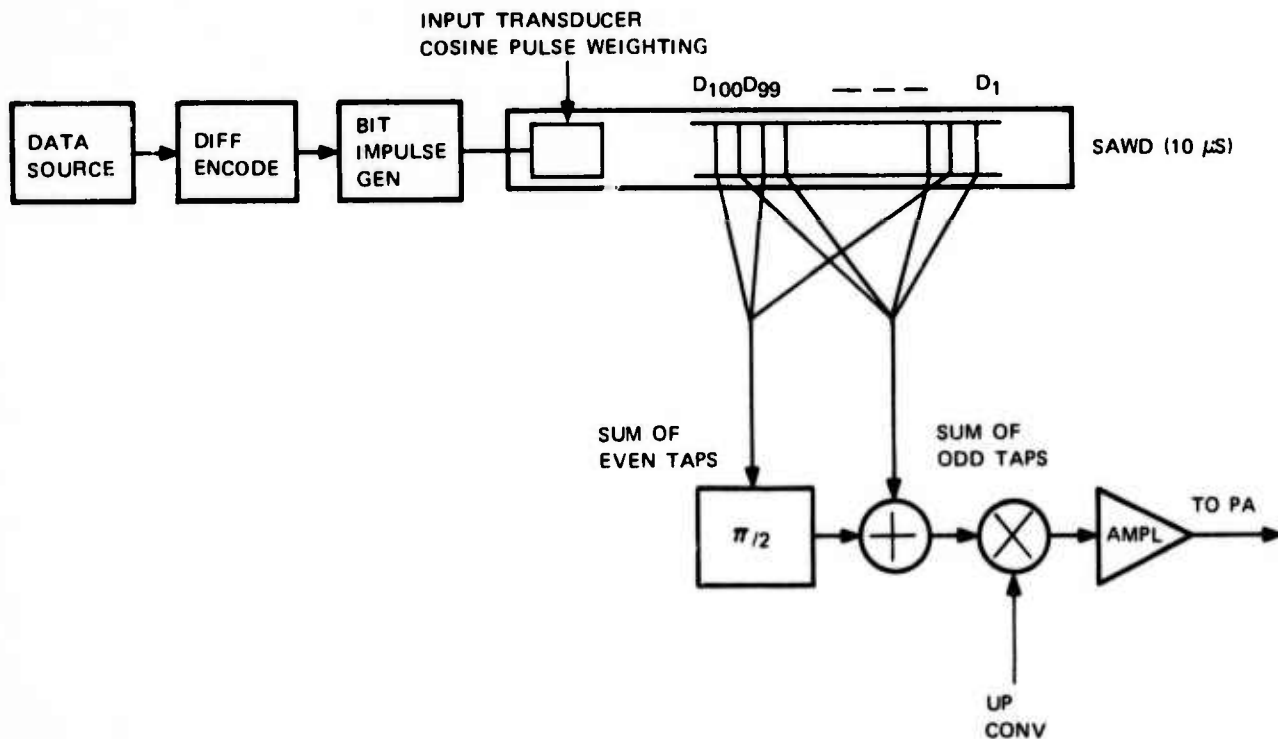 INPUT TRANSDUCER
COSINE PULSE WEIGHTING
D100D99 — — — D1
DATA
SOURCE
DIFF
ENCODE
BIT
IMPULSE
GEN
SAWD (10 µS)
SUM OF
EVEN TAPS
SUM OF
ODD TAPS
π/2
AMPL
TO PA
UP
CONV